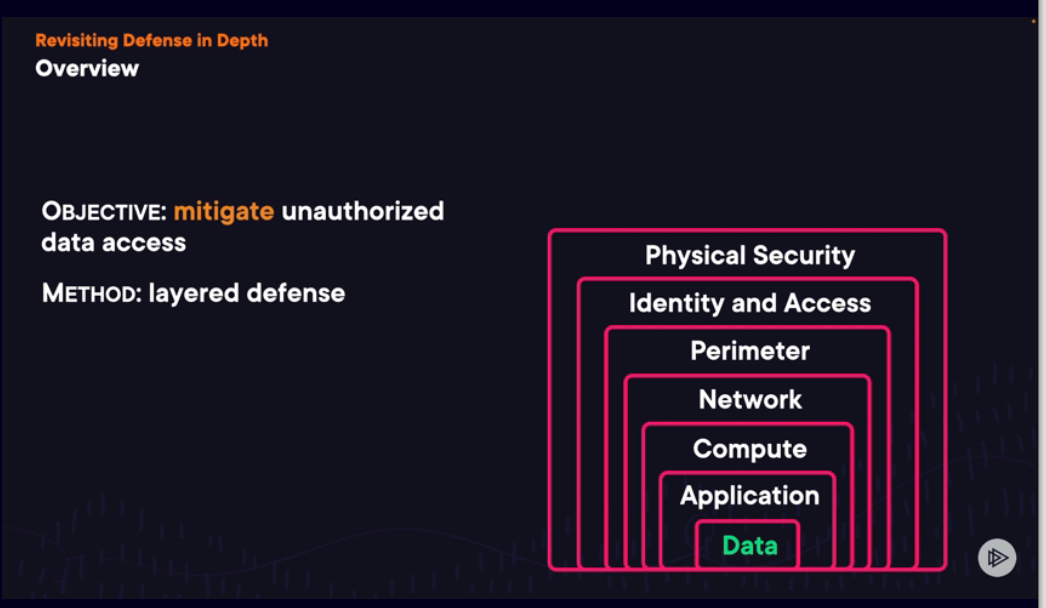 Revisiting Defense in Depth
Overview
OBJECTIVE: mitigate unauthorized
data access
METHOD: layered defense
Physical Security
Identity and Access
Perimeter
Network
Compute
Application
Data